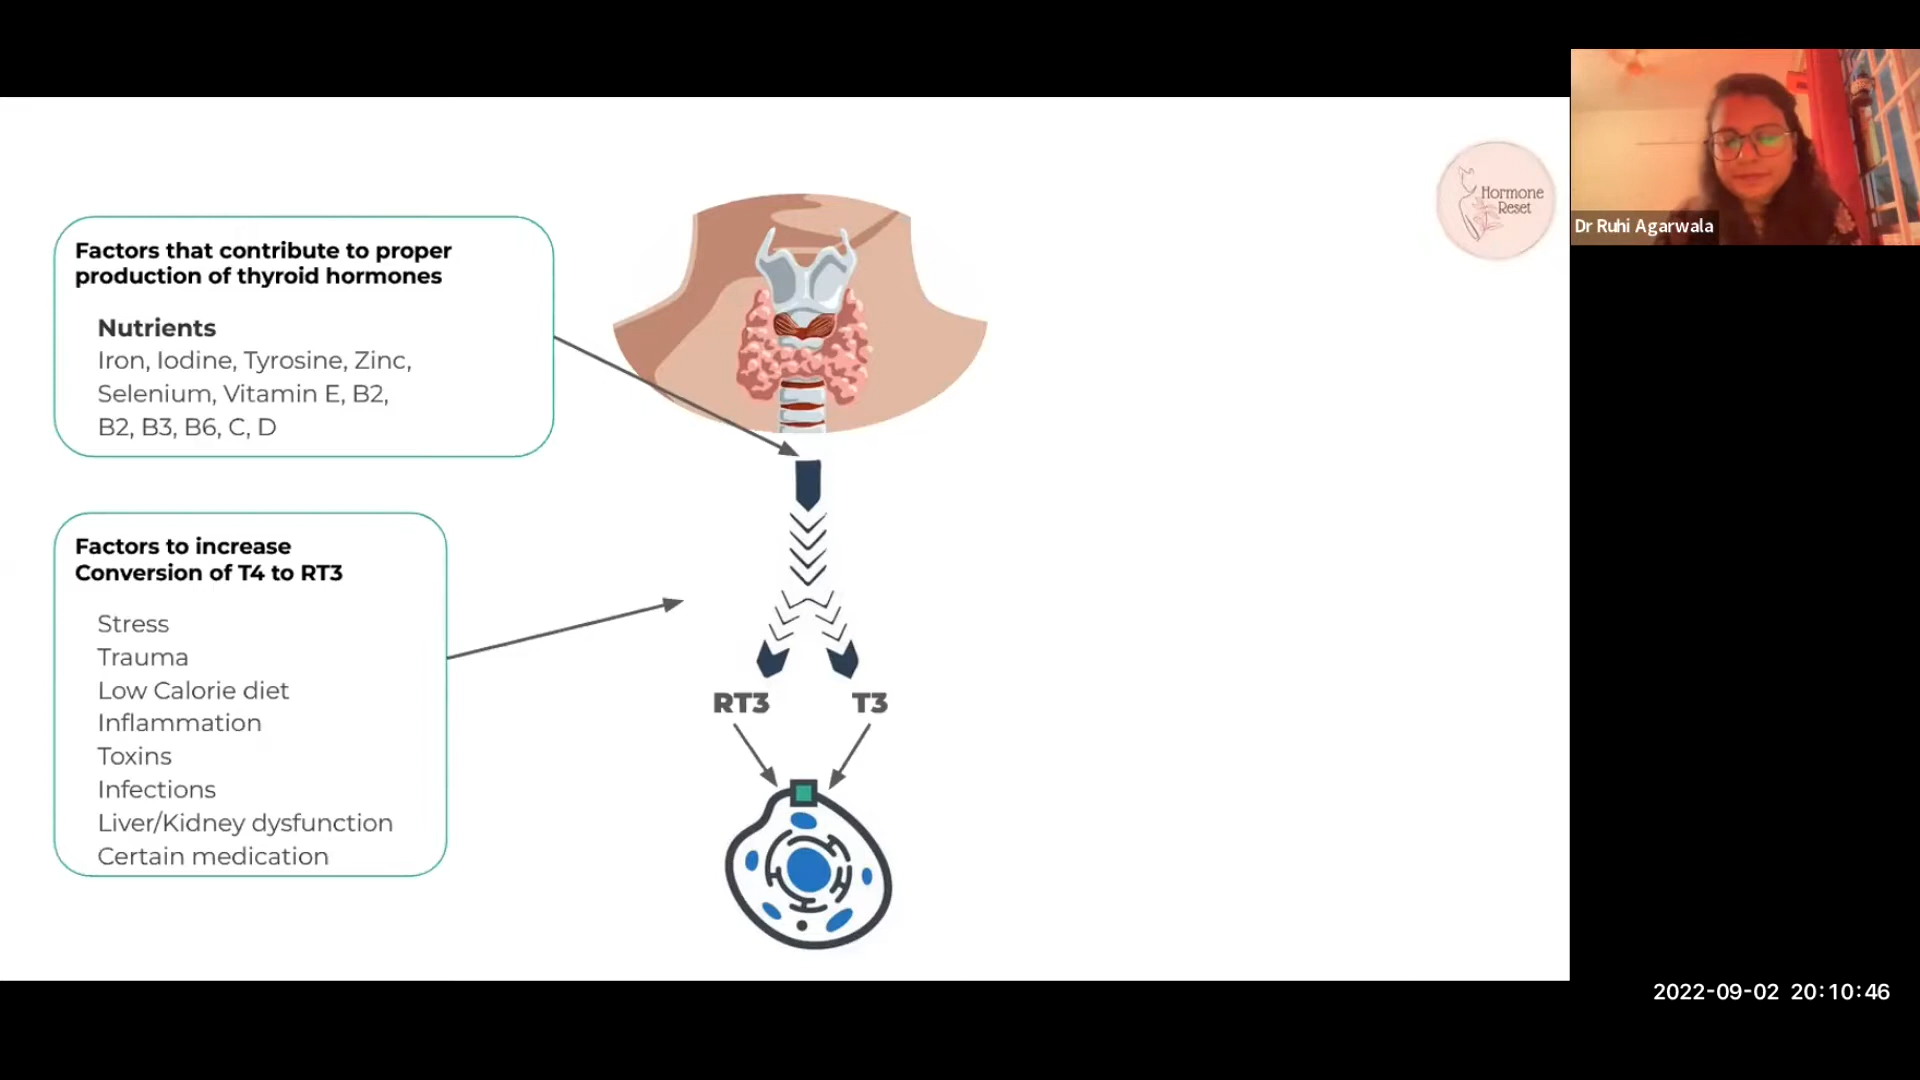 Factors that contribute to proper
production of thyroid hormones
Nutrients
Iron, Iodine, Tyrosine, Zinc,
Selenium, Vitamin E, B2,
B2, B3, B6, C, D
Factors to increase
Conversion of T4 to RT3
Stress
Trauma
Low Calorie diet
Inflammation
Toxins
Infections
Liver/Kidney dysfunction
Certain medication
RT3
T3
Hormone
Reset
Dr Ruhi Agarwala
2022-09-02 20:10:46